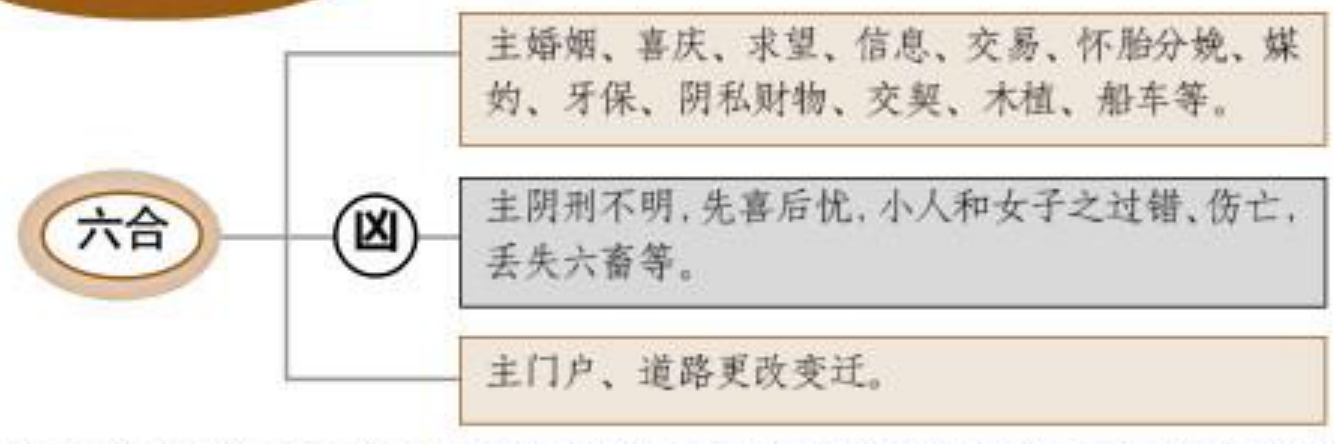 主婚姻、喜庆、求望、信息、交易、怀胎分娩、媒
妁、牙保、阴私财物、交契、木植、船车等。
六合
凶
主阴刑不明,先喜后忧,小人和女子之过错、伤亡,
丢失六畜等。
主门户、道路更改变迁。